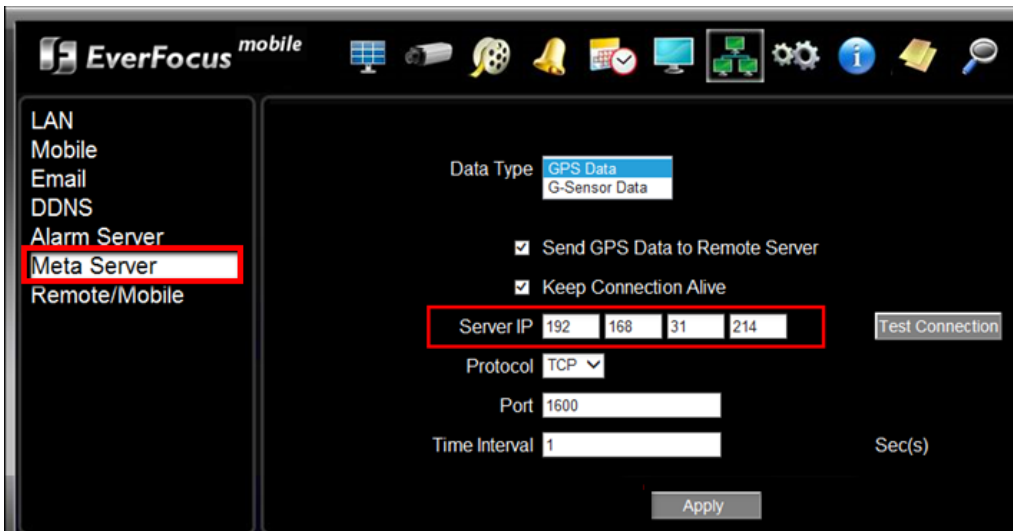 EverFocus mobile
LAN
Mobile
Email
DDNS
Alarm Server
Meta Server
Remote/Mobile
Data Type GPS Data
G-Sensor Data
Send GPS Data to Remote Server
Keep Connection Alive
Server IP 192 168 31 214 Test Connection
Protocol TCP
Port 1600
Time Interval 1 Sec(s)
Apply